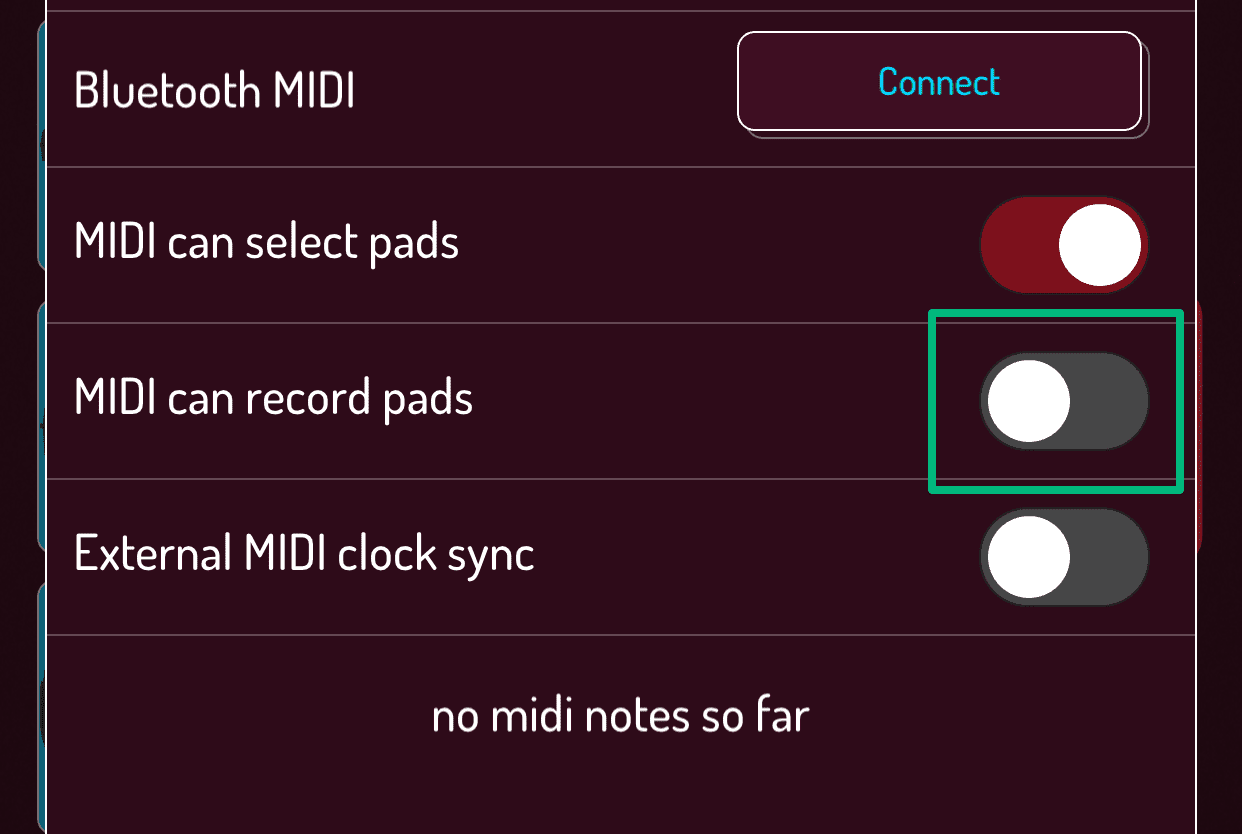 Bluetooth MIDI
Connect
MIDI can select pads
MIDI can record pads
External MIDI clock sync
no midi notes so far